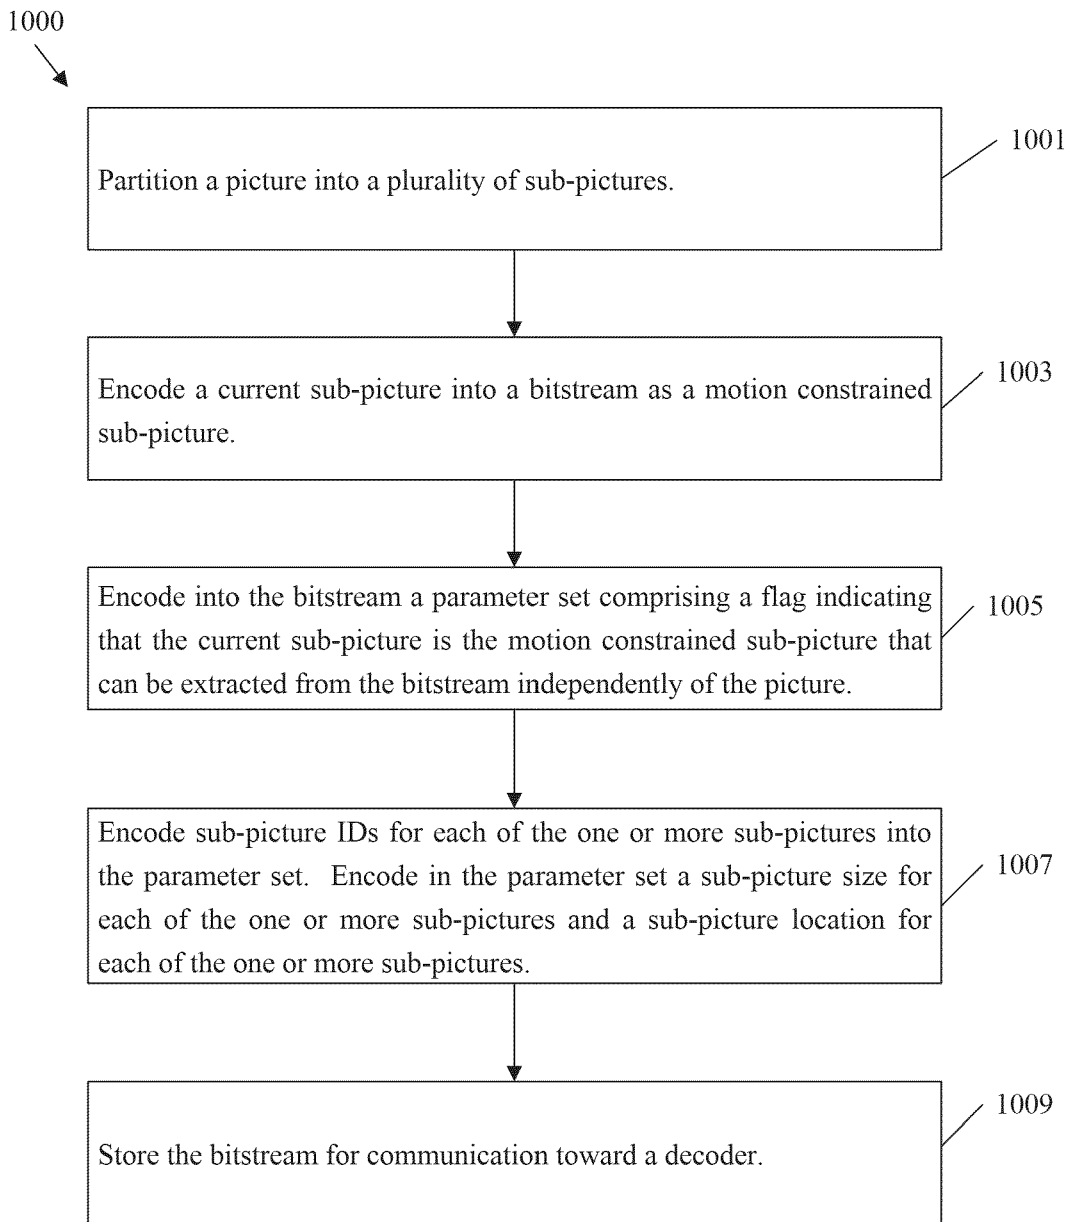 1000
1001
Partition a picture into a plurality of sub-pictures.
1003
Encode a current sub-picture into a bitstream as a motion constrained
sub-picture.
1005
Encode into the bitstream a parameter set comprising a flag indicating
that the current sub-picture is the motion constrained sub-picture that
can be extracted from the bitstream independently of the picture.
1007
Encode sub-picture IDs for each of the one or more sub-pictures into
the parameter set. Encode in the parameter set a sub-picture size for
each of the one or more sub-pictures and a sub-picture location for
each of the one or more sub-pictures.
1009
Store the bitstream for communication toward a decoder.